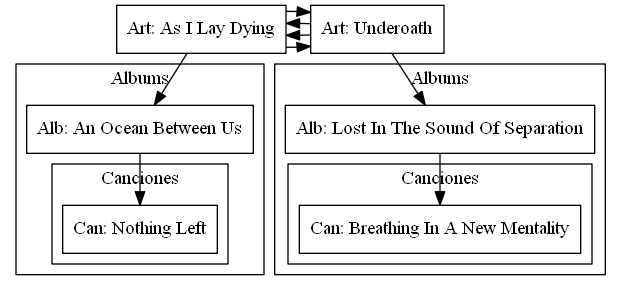 Art: As I Lay Dying
Art: Underoath
Albums
Alb: An Ocean Between Us
Canciones
Can: Nothing Left
Albums
Alb: Lost In The Sound Of Separation
Canciones
Can: Breathing In A New Mentality